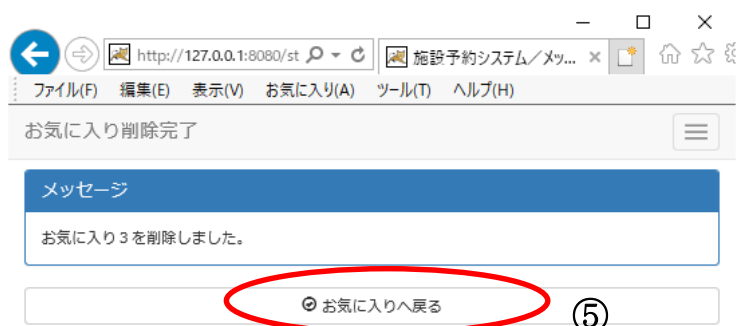 http://127.0.0.1:8080/st
施設予約システム／メッ...
ファイル(F) 編集(E) 表示(V) お気に入り(A) ツール(T) ヘルプ(H)
お気に入り削除完了
メッセージ
お気に入り３を削除しました。
お気に入りへ戻る
⑤